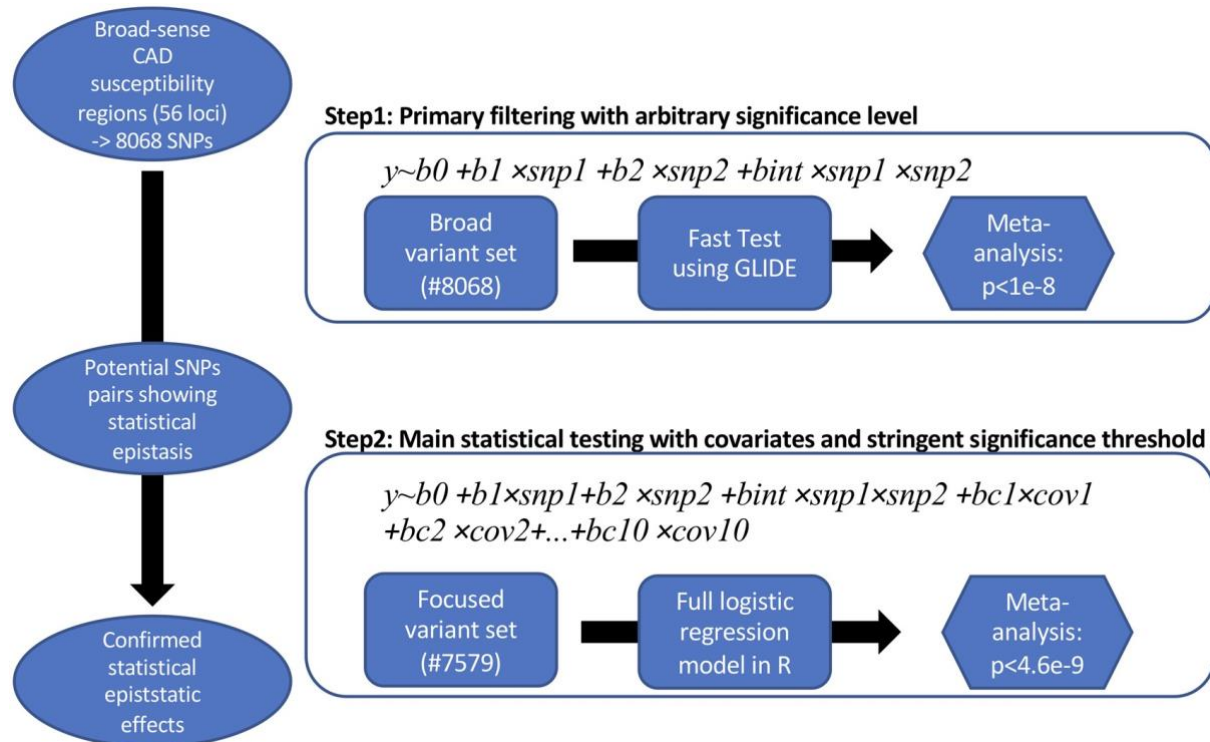 Broad-sense
CAD
susceptibility
regions (56 loci)
-> 8068 SNPs
Step1: Primary filtering with arbitrary significance level
y~b0 +b1 ×snp1 +b2 ×snp2 +bint ×snp1 ×snp2
Broad
variant set
(#8068)
Fast Test
using GLIDE
Meta-
analysis:
p<1e-8
Potential SNPs
pairs showing
statistical
epistasis
Step2: Main statistical testing with covariates and stringent significance threshold
y~b0 +b1×snp1+b2 ×snp2 +bint ×snp1×snp2 +bc1×cov1
+bc2 ×cov2+...+bc10 ×cov10
Focused
variant set
(#7579)
Full logistic
regression
model in R
Meta-
analysis:
p<4.6e-9
Confirmed
statistical
epiststatic
effects